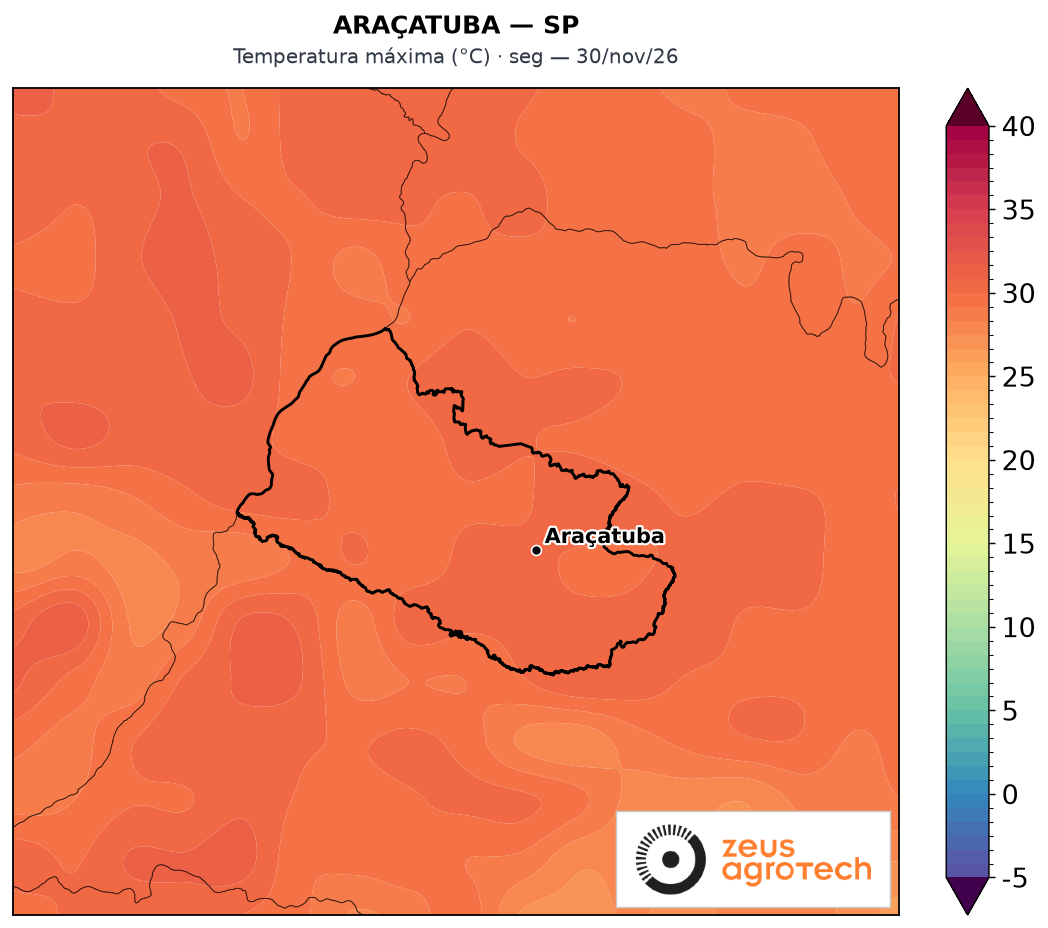 ARAÇATUBA — SP
Temperatura máxima (°C) · seg — 30/nov/26
40
35
30
25
20
15
10
5
0
-5
Araçatuba
zeus
agrotech